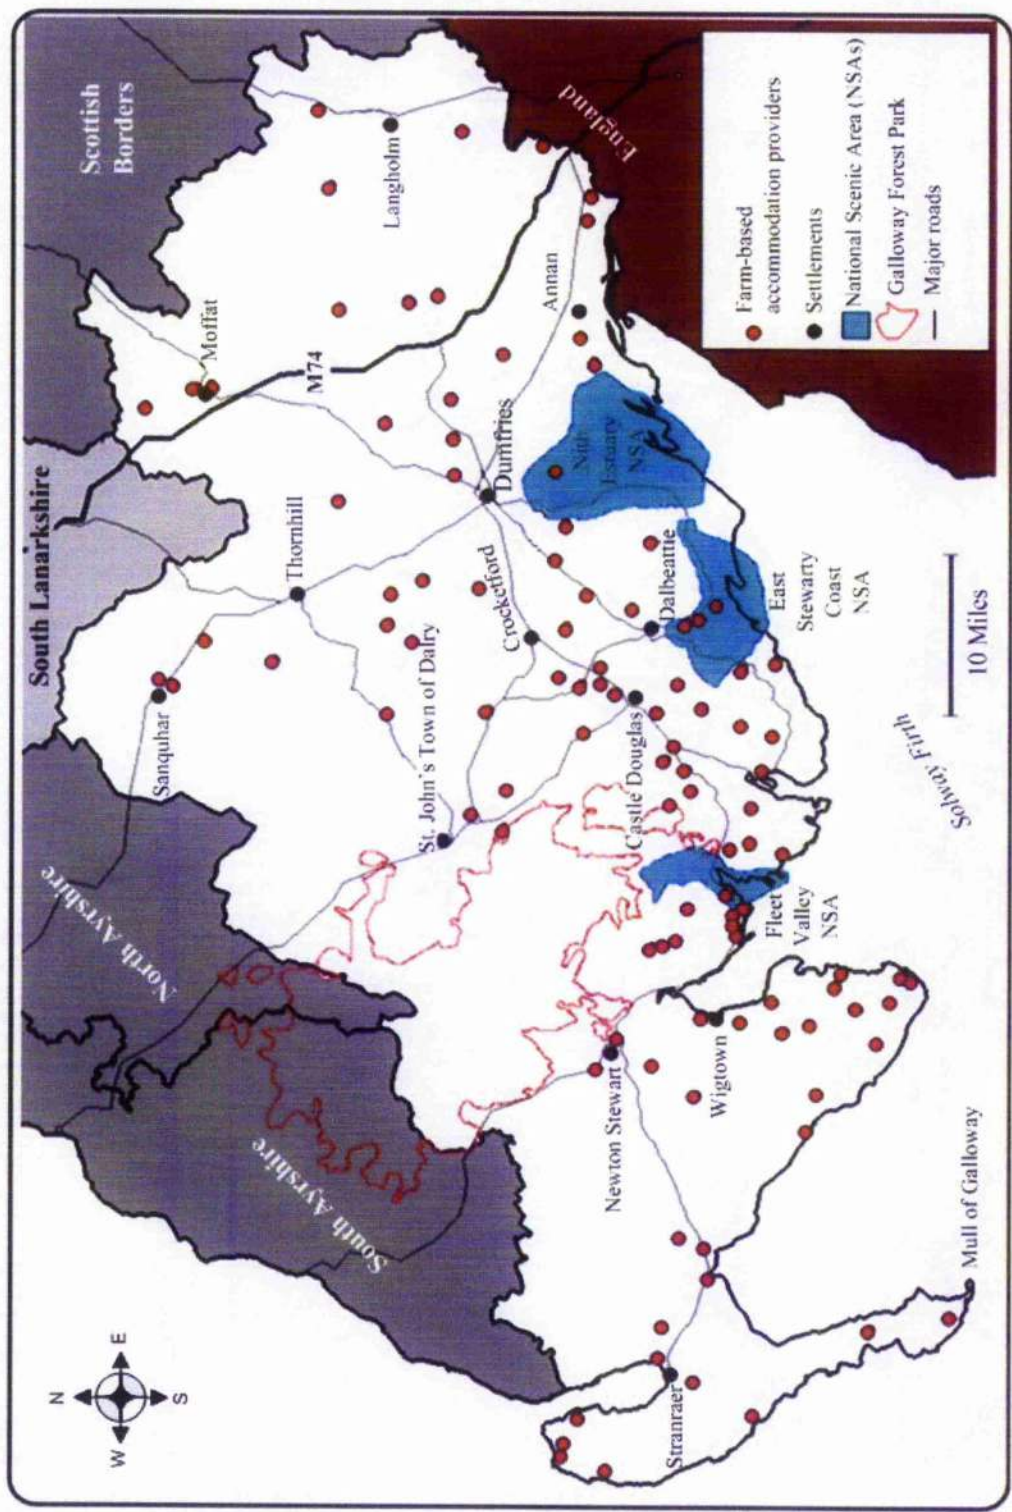 N
W
E
S
South Lanarkshire
Scottish
Borders
North Ayrshire
South Ayrshire
England
Sanquhar
Moffat
Thornhill
M74
Langholm
St. John's Town of Dalry
Crocketford
Dumfries
Annan
Castle Douglas
Dalbeattie
Nith
Estuary
NSA
East
Stewarty
Coast
NSA
Fleet
Valley
NSA
Newton Stewart
Wigtown
Stranraer
Mull of Galloway
Solway Firth
10 Miles
Farm-based
accommodation providers
Settlements
National Scenic Area (NSAs)
Galloway Forest Park
Major roads